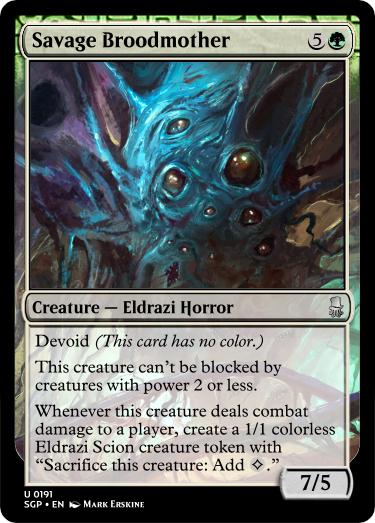 Savage Broodmother 5
Creature — Eldrazi Horror
Devoid (This card has no color.)
This creature can't be blocked by
creatures with power 2 or less.
Whenever this creature deals combat
damage to a player, create a 1/1 colorless
Eldrazi Scion creature token with
“Sacrifice this creature: Add ◇.”
7/5
U 0191
SGP • EN Mark Erskine